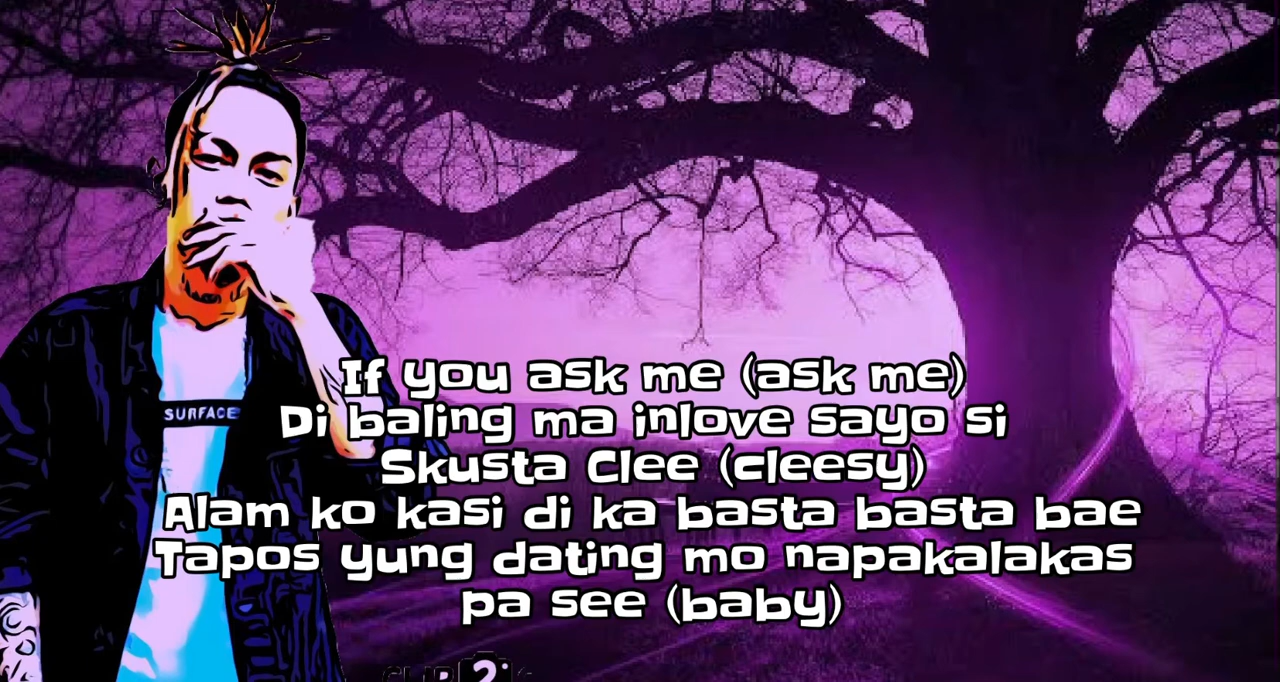 SURFACE
If you ask me (ask me)
Di baling ma inlove sayo si
Skusta Clee (cleesy)
Alam ko kasi di ka basta basta bae
Tapos yung dating mo napakalakas
pa see (baby)
2